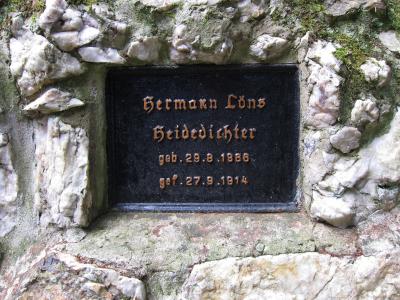 Hermann Löns
Heidedichter
geb. 29.8.1866
gef. 27.9.1914